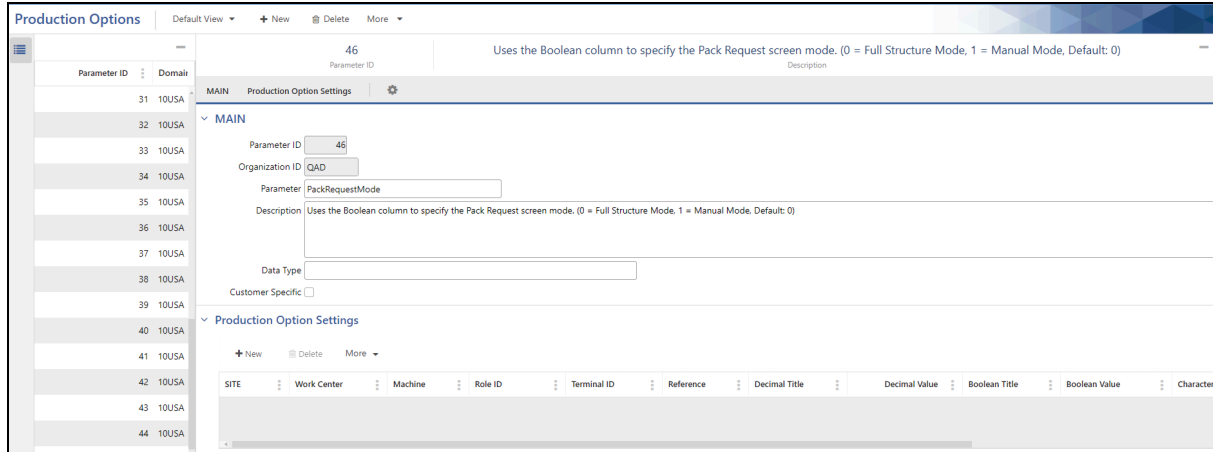 Production Options
Default View
New
Delete
More
46
Parameter ID
Uses the Boolean column to specify the Pack Request screen mode. (0 = Full Structure Mode, 1 = Manual Mode, Default: 0)
Description
Parameter ID
31 10USA
32 10USA
33 10USA
34 10USA
35 10USA
36 10USA
37 10USA
38 10USA
39 10USA
40 10USA
41 10USA
42 10USA
43 10USA
44 10USA
MAIN Production Option Settings
MAIN
Parameter ID 46
Organization ID QAD
Parameter PackRequestMode
Description Uses the Boolean column to specify the Pack Request screen mode. (0 = Full Structure Mode, 1 = Manual Mode, Default: 0)
Data Type
Customer Specific
Production Option Settings
New Delete More
SITE Work Center Machine Role ID Terminal ID Reference Decimal Title Decimal Value Boolean Title Boolean Value Character